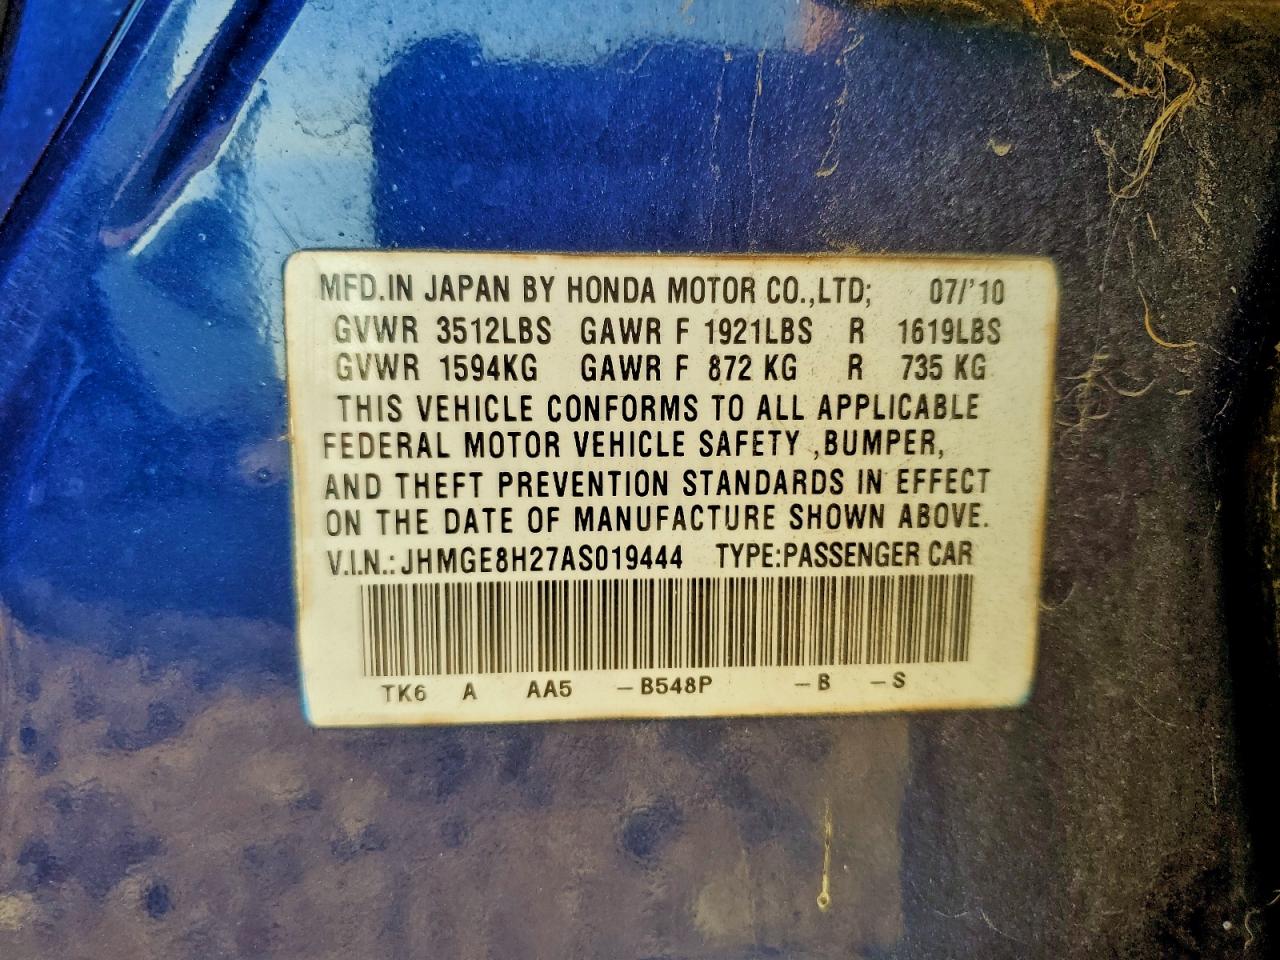 MFD.IN JAPAN BY HONDA MOTOR CO.,LTD; 07/'10
GVWR 3512LBS GAWR F 1921LBS R 1619LBS
GVWR 1594KG GAWR F 872 KG R 735 KG
THIS VEHICLE CONFORMS TO ALL APPLICABLE
FEDERAL MOTOR VEHICLE SAFETY ,BUMPER,
AND THEFT PREVENTION STANDARDS IN EFFECT
ON THE DATE OF MANUFACTURE SHOWN ABOVE.
V.I.N.:JHMGE8H27AS019444 TYPE:PASSENGER CAR
TK6 A AA5 -B548P -B -S